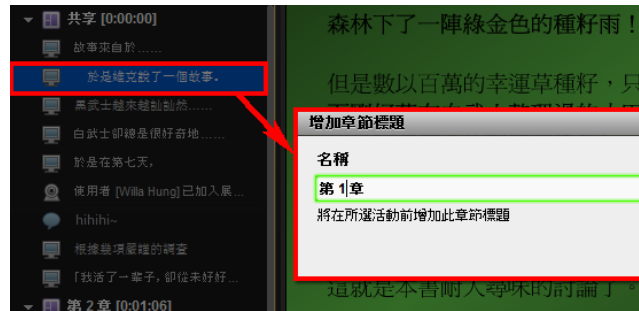 共享 [0:00:00]
故事來自於......
於是維克說了一個故事.
黑武士越來越訕訕然......
白武士卻總是很好奇地......
於是在第七天,
使用者 [Willa Hung] 已加入展...
hihihi~
根據幾項嚴謹的調查
「我活了一輩子, 卻從未好好...
第 2 章 [0:01:06]
森林下了一陣綠金色的種籽雨！
但是數以百萬的幸運草種籽，只
增加章節標題
名稱
第 1章
將在所選活動前增加此章節標題
這就是本書耐人尋味的討論了。